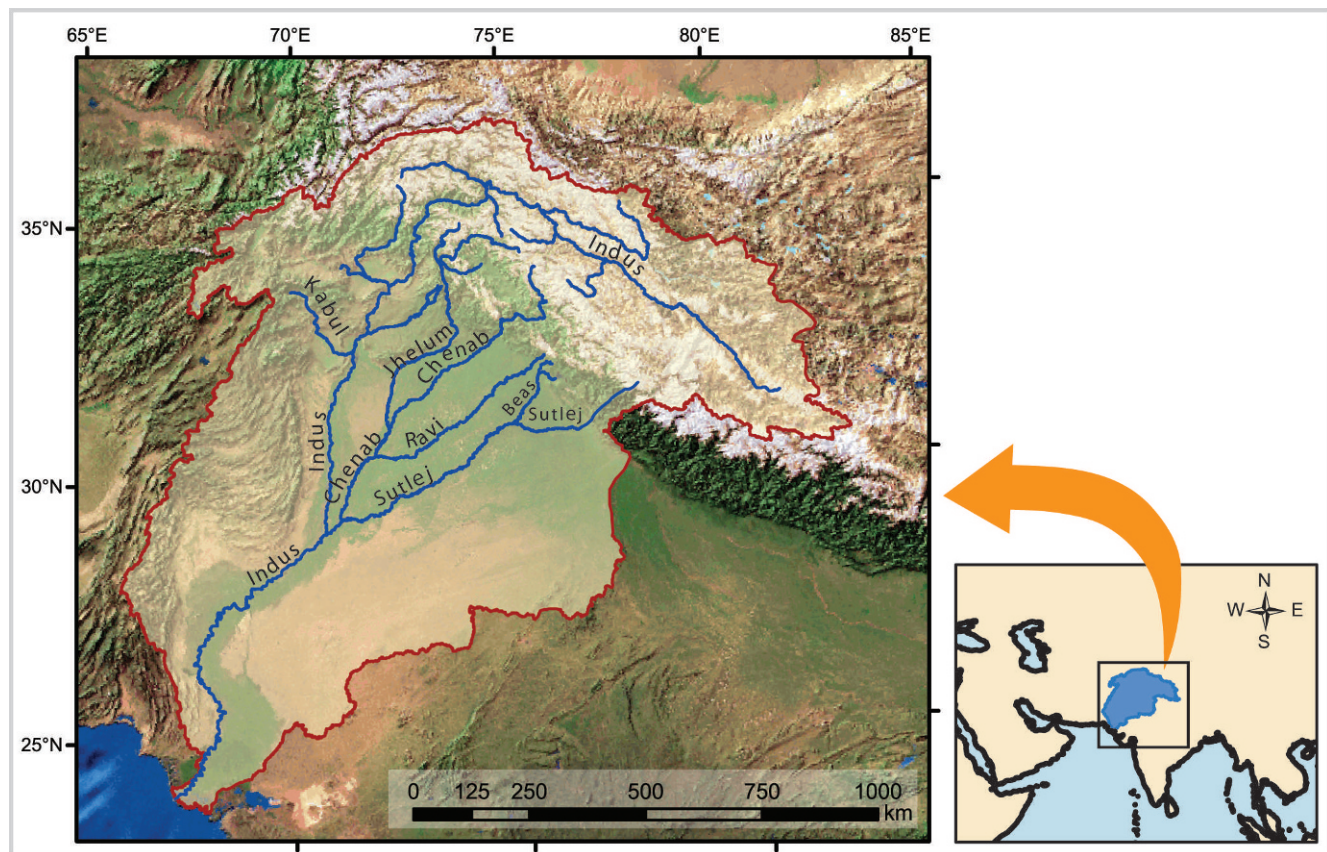 65°E 70°E 75°E 80°E 85°E
35°N
30°N
25°N
Indus
Kabul
Jhelum
Chenab
Beas
Sutlej
Ravi
Indus
Chenab
Sutlej
Indus
0 125 250 500 750 1000
km
N
W E
S